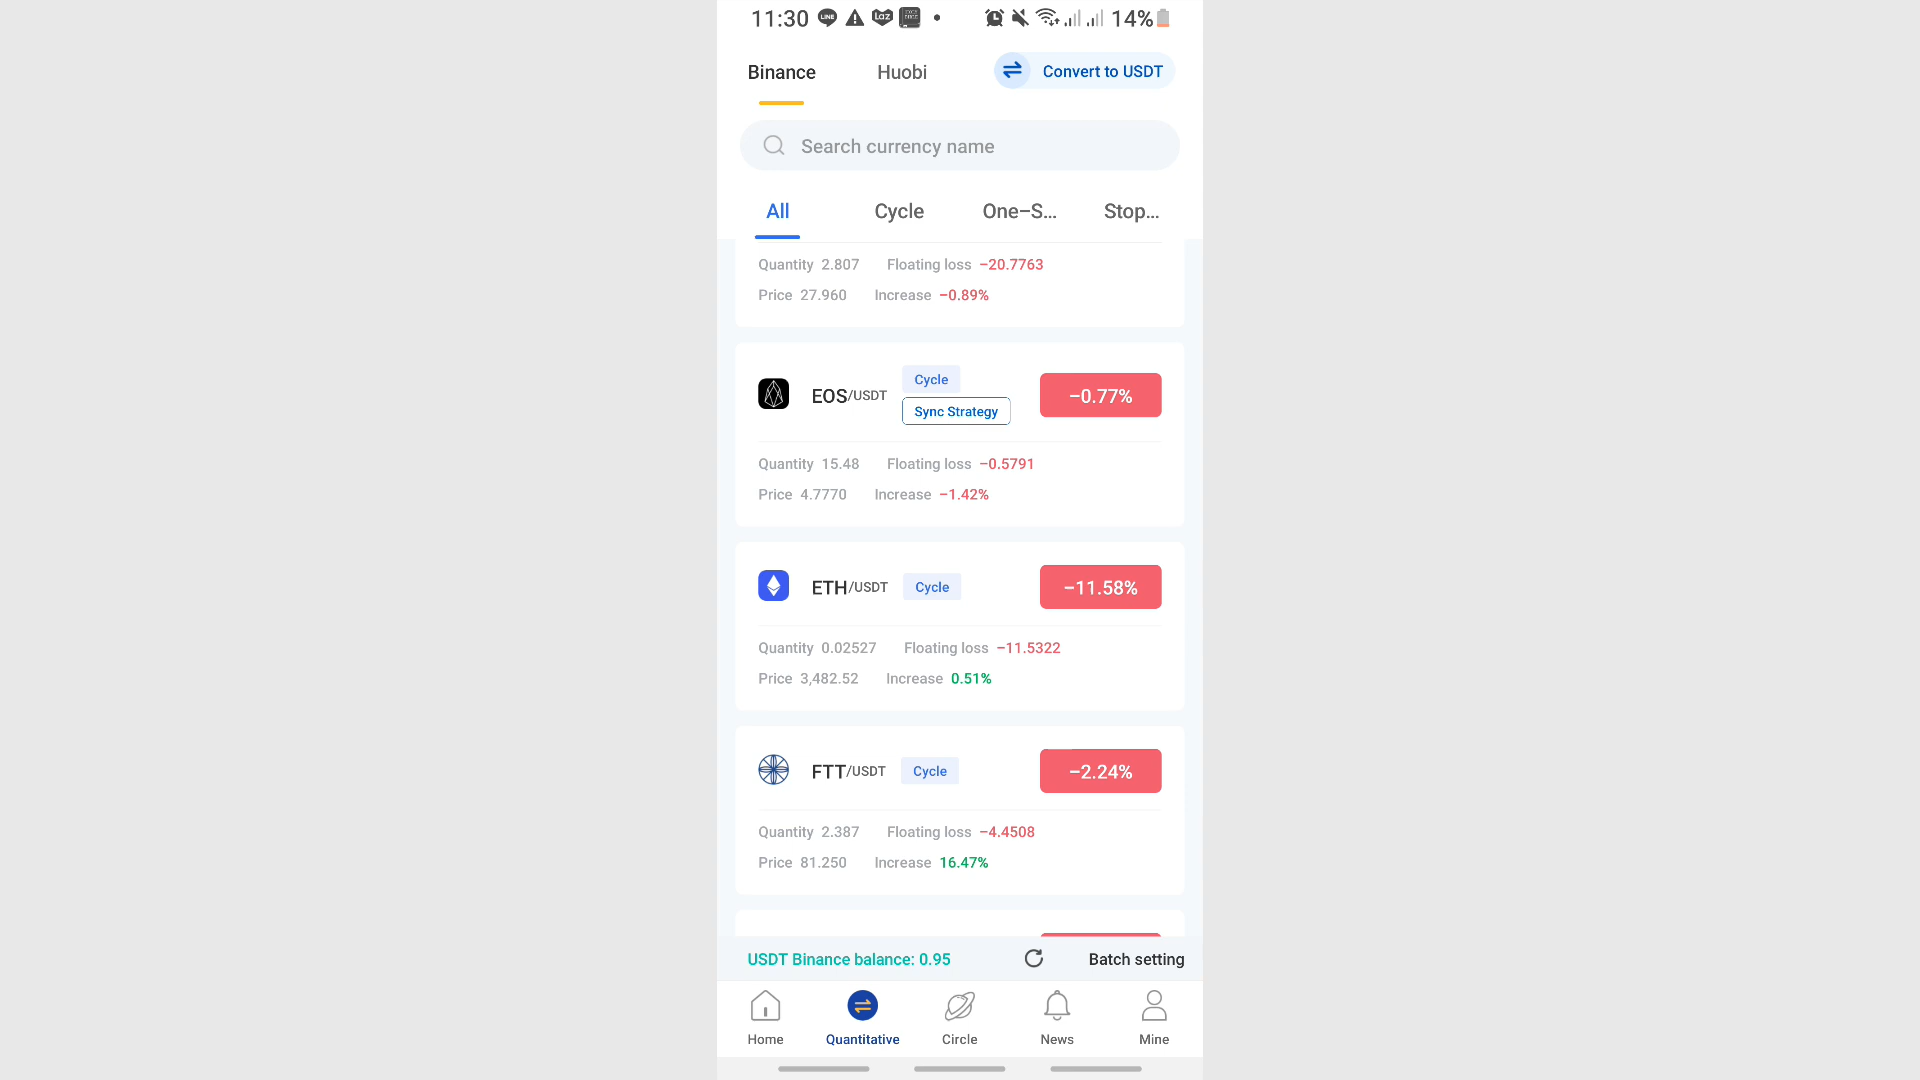 11:30 LINE Laz 14%
Binance Huobi Convert to USDT
Search currency name
All Cycle One-S... Stop...
Quantity 2.807 Floating loss −20.7763
Price 27.960 Increase −0.89%
EOS/USDT Cycle −0.77%
Sync Strategy
Quantity 15.48 Floating loss −0.5791
Price 4.7770 Increase −1.42%
ETH/USDT Cycle −11.58%
Quantity 0.02527 Floating loss −11.5322
Price 3,482.52 Increase 0.51%
FTT/USDT Cycle −2.24%
Quantity 2.387 Floating loss −4.4508
Price 81.250 Increase 16.47%
USDT Binance balance: 0.95 Batch setting
Home Quantitative Circle News Mine